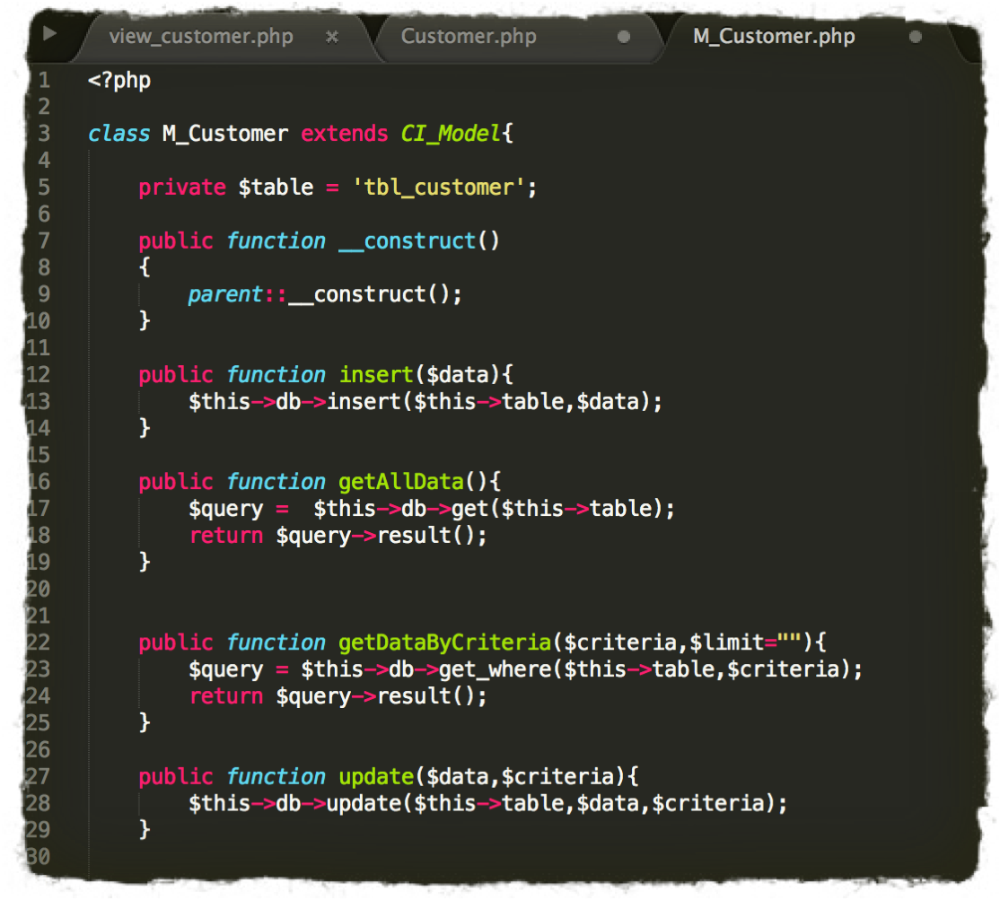 view_customer.php × Customer.php M_Customer.php
1 <?php
2
3 class M_Customer extends CI_Model{
4
5 private $table = 'tbl_customer';
6
7 public function __construct()
8 {
9 parent::__construct();
10 }
11
12 public function insert($data){
13 $this->db->insert($this->table,$data);
14 }
15
16 public function getAllData(){
17 $query =  $this->db->get($this->table);
18 return $query->result();
19 }
20
21
22 public function getDataByCriteria($criteria,$limit=""){
23 $query = $this->db->get_where($this->table,$criteria);
24 return $query->result();
25 }
26
27 public function update($data,$criteria){
28 $this->db->update($this->table,$data,$criteria);
29 }
30